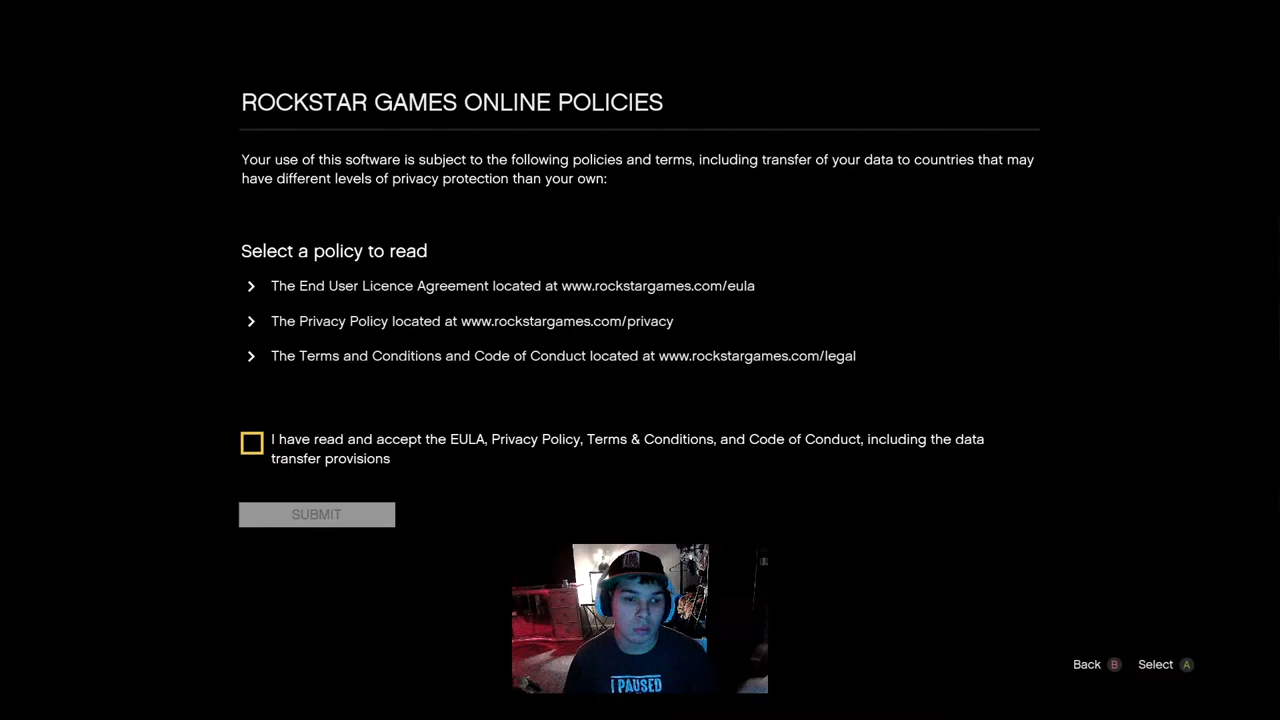 ROCKSTAR GAMES ONLINE POLICIES
Your use of this software is subject to the following policies and terms, including transfer of your data to countries that may
have different levels of privacy protection than your own:
Select a policy to read
The End User Licence Agreement located at www.rockstargames.com/eula
The Privacy Policy located at www.rockstargames.com/privacy
The Terms and Conditions and Code of Conduct located at www.rockstargames.com/legal
I have read and accept the EULA, Privacy Policy, Terms & Conditions, and Code of Conduct, including the data
transfer provisions
SUBMIT
I PAUSED
Back B Select A